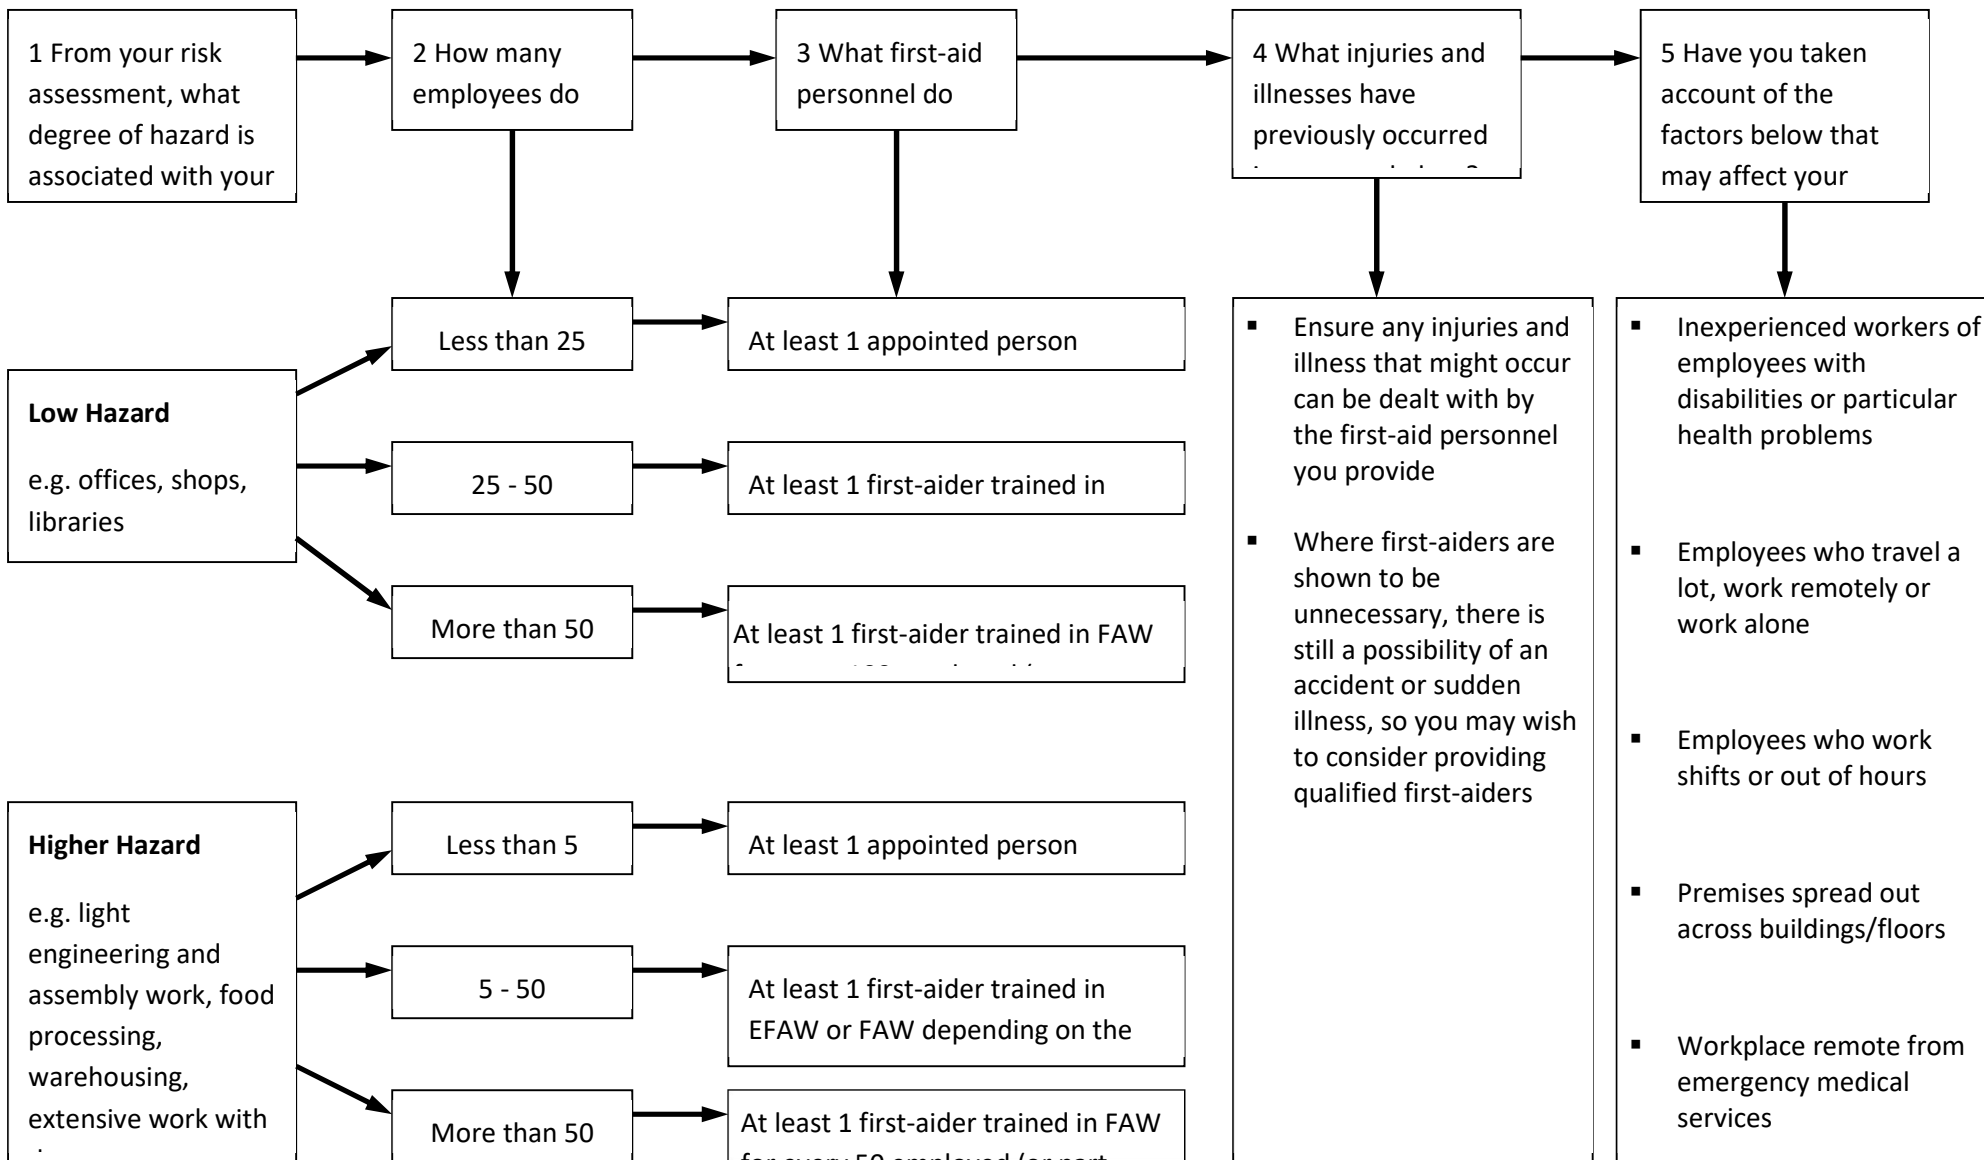 1 From your risk
assessment, what
degree of hazard is
associated with your
2 How many
employees do
3 What first-aid
personnel do
4 What injuries and
illnesses have
previously occurred
5 Have you taken
account of the
factors below that
may affect your
Low Hazard
e.g. offices, shops,
libraries
Less than 25
At least 1 appointed person
25 - 50
At least 1 first-aider trained in
More than 50
At least 1 first-aider trained in FAW
Higher Hazard
e.g. light
engineering and
assembly work, food
processing,
warehousing,
extensive work with
Less than 5
At least 1 appointed person
5 - 50
At least 1 first-aider trained in
EFAW or FAW depending on the
More than 50
At least 1 first-aider trained in FAW
for every 50 employed (or part
▪ Ensure any injuries and
illness that might occur
can be dealt with by
the first-aid personnel
you provide
▪ Where first-aiders are
shown to be
unnecessary, there is
still a possibility of an
accident or sudden
illness, so you may wish
to consider providing
qualified first-aiders
▪ Inexperienced workers of
employees with
disabilities or particular
health problems
▪ Employees who travel a
lot, work remotely or
work alone
▪ Employees who work
shifts or out of hours
▪ Premises spread out
across buildings/floors
▪ Workplace remote from
emergency medical
services